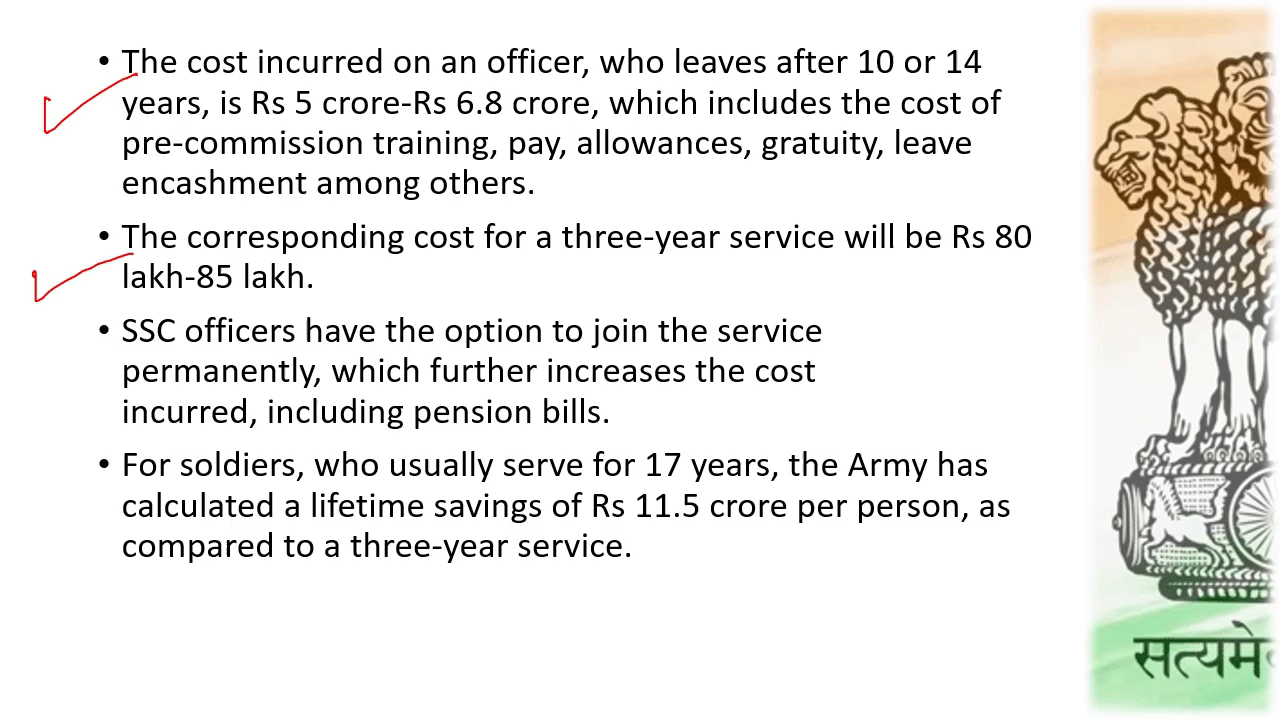 • The cost incurred on an officer, who leaves after 10 or 14
years, is Rs 5 crore-Rs 6.8 crore, which includes the cost of
pre-commission training, pay, allowances, gratuity, leave
encashment among others.
• The corresponding cost for a three-year service will be Rs 80
lakh-85 lakh.
• SSC officers have the option to join the service
permanently, which further increases the cost
incurred, including pension bills.
• For soldiers, who usually serve for 17 years, the Army has
calculated a lifetime savings of Rs 11.5 crore per person, as
compared to a three-year service.
सत्यमे